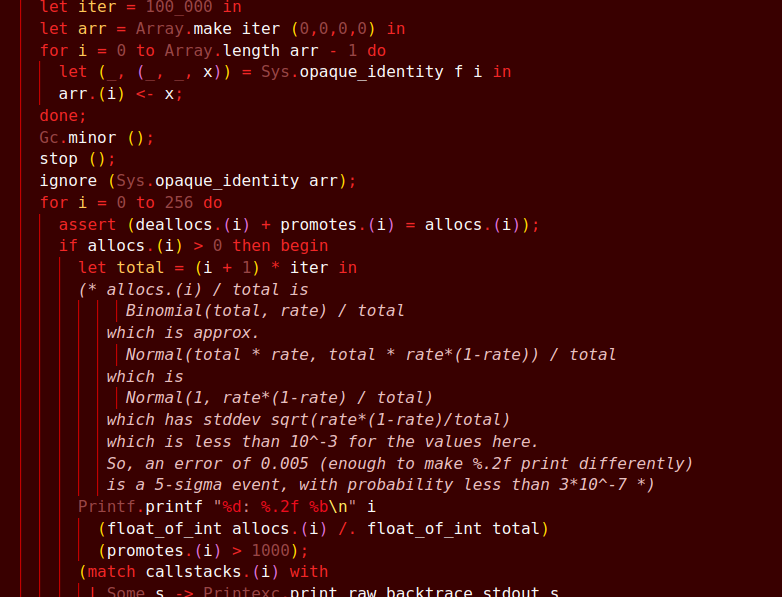 let iter = 100_000 in
let arr = Array.make iter (0,0,0,0) in
for i = 0 to Array.length arr - 1 do
let (_, (_, _, x)) = Sys.opaque_identity f i in
arr.(i) <- x;
done;
Gc.minor ();
stop ();
ignore (Sys.opaque_identity arr);
for i = 0 to 256 do
assert (deallocs.(i) + promotes.(i) = allocs.(i));
if allocs.(i) > 0 then begin
let total = (i + 1) * iter in
(* allocs.(i) / total is
Binomial(total, rate) / total
which is approx.
Normal(total * rate, total * rate*(1-rate)) / total
which is
Normal(1, rate*(1-rate) / total)
which has stddev sqrt(rate*(1-rate)/total)
which is less than 10^-3 for the values here.
So, an error of 0.005 (enough to make %.2f print differently)
is a 5-sigma event, with probability less than 3*10^-7 *)
Printf.printf "%d: %.2f %b\n" i
(float_of_int allocs.(i) /. float_of_int total)
(promotes.(i) > 1000);
(match callstacks.(i) with
| Some s -> Printexc.print_raw_backtrace stdout s